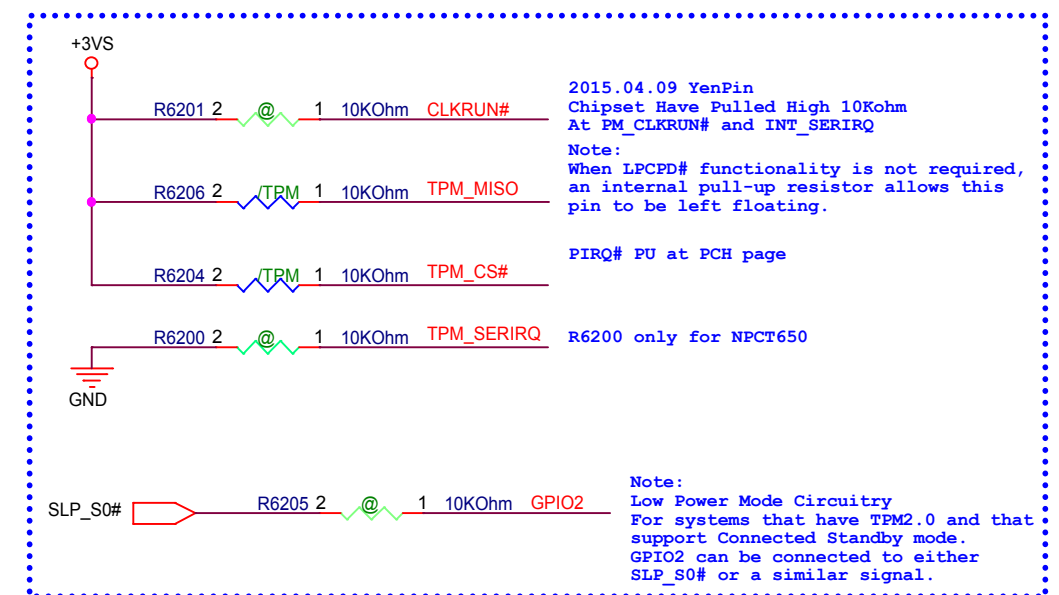 +3VS
R6201 2 @ 1 10KOhm CLKRUN#
2015.04.09 YenPin
Chipset Have Pulled High 10Kohm
At PM_CLKRUN# and INT_SERIRQ
Note:
When LPCPD# functionality is not required,
an internal pull-up resistor allows this
pin to be left floating.
R6206 2 /TPM 1 10KOhm TPM_MISO
PIRQ# PU at PCH page
R6204 2 /TPM 1 10KOhm TPM_CS#
R6200 2 @ 1 10KOhm TPM_SERIRQ
R6200 only for NPCT650
GND
SLP_S0#
R6205 2 @ 1 10KOhm GPIO2
Note:
Low Power Mode Circuitry
For systems that have TPM2.0 and that
support Connected Standby mode.
GPIO2 can be connected to either
SLP_S0# or a similar signal.